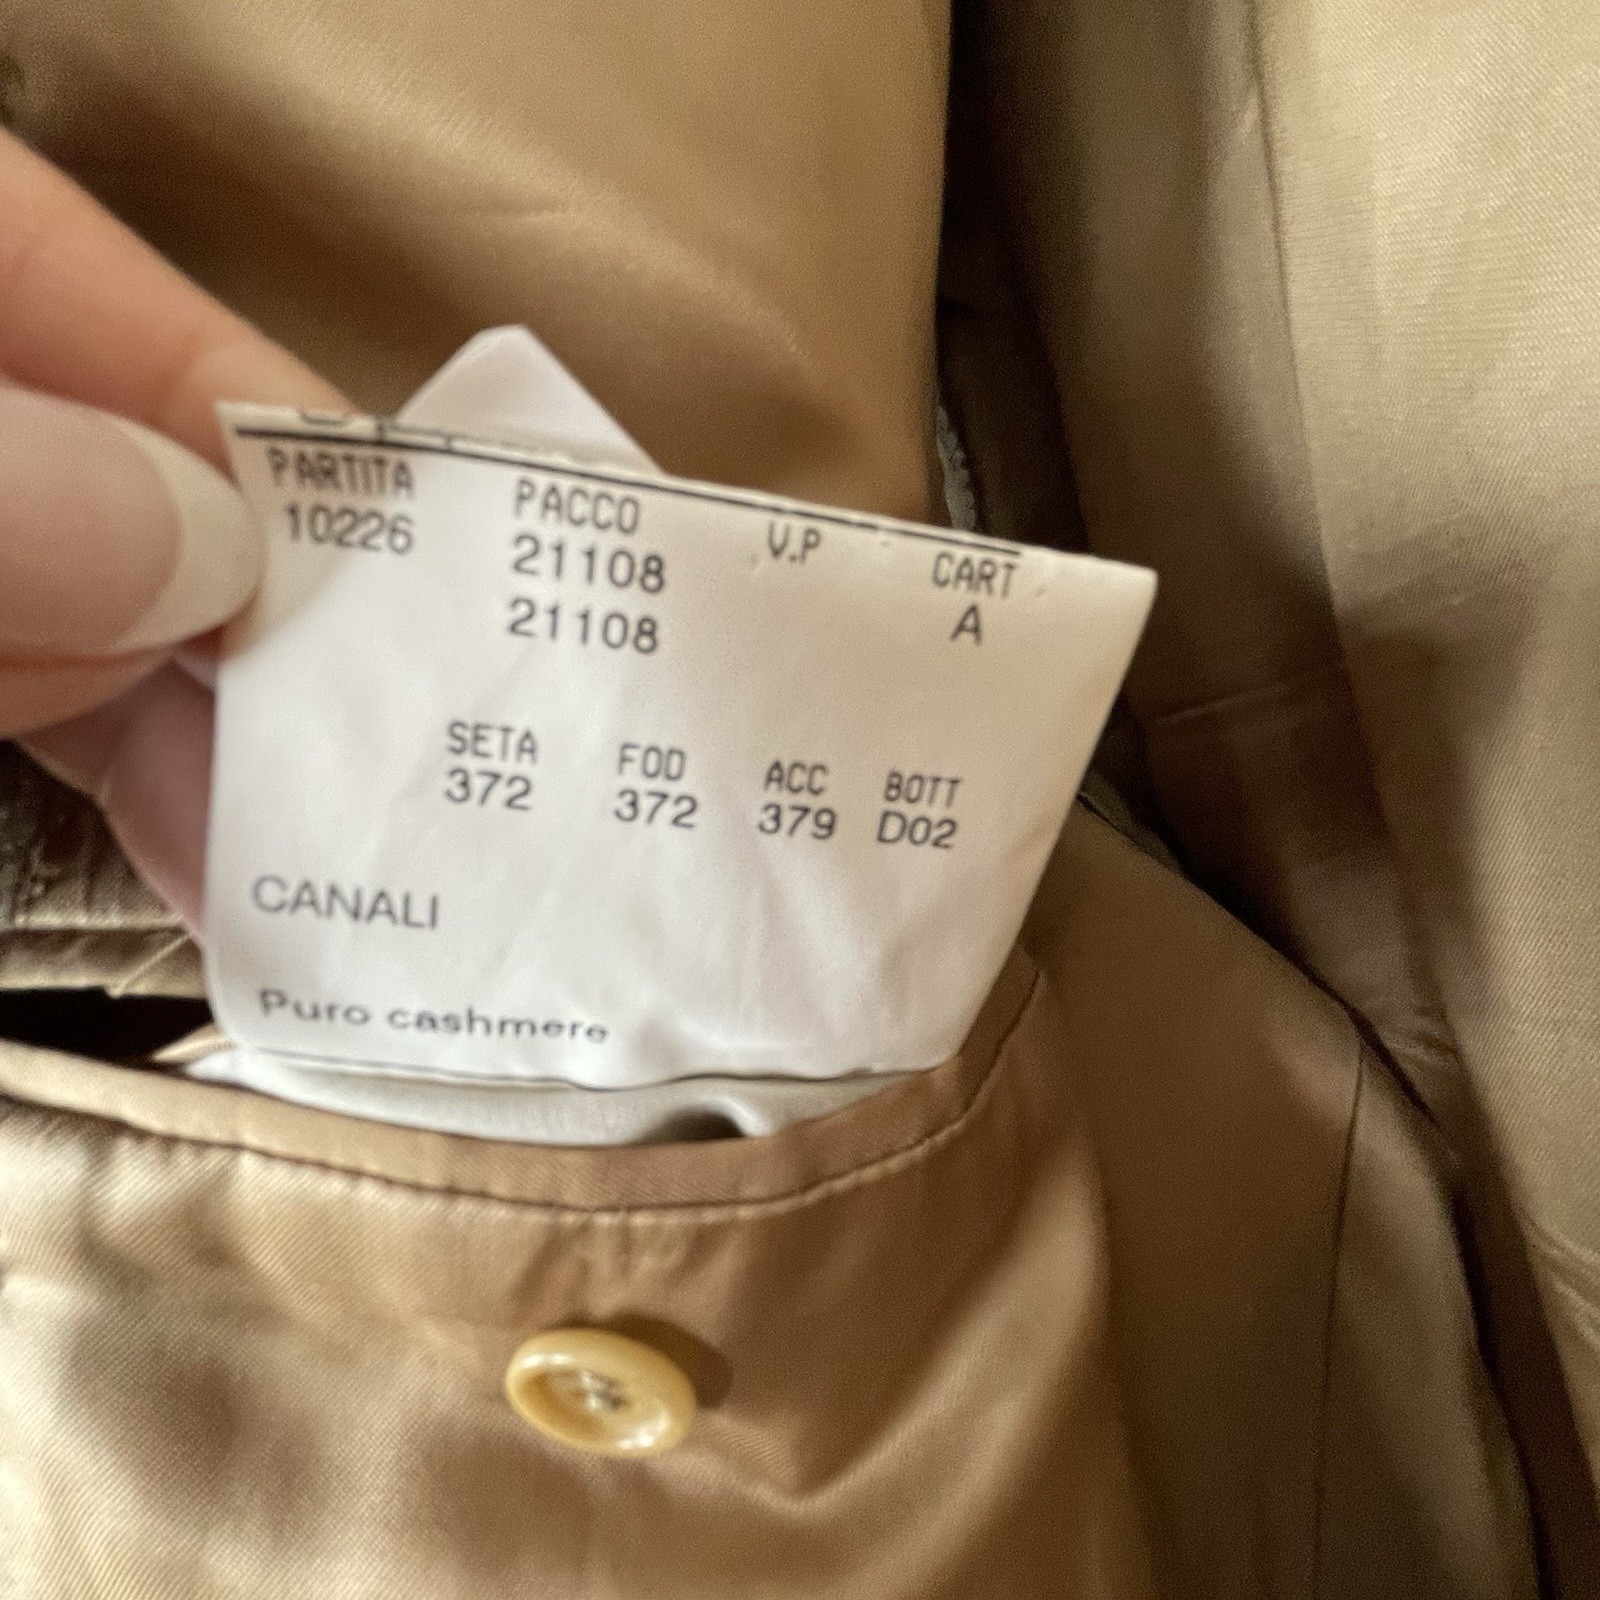 PARTITA PACCO V.P CART
10226 21108 A
21108
SETA FOD ACC BOTT
372 372 379 D02
CANALI
Puro cashmere